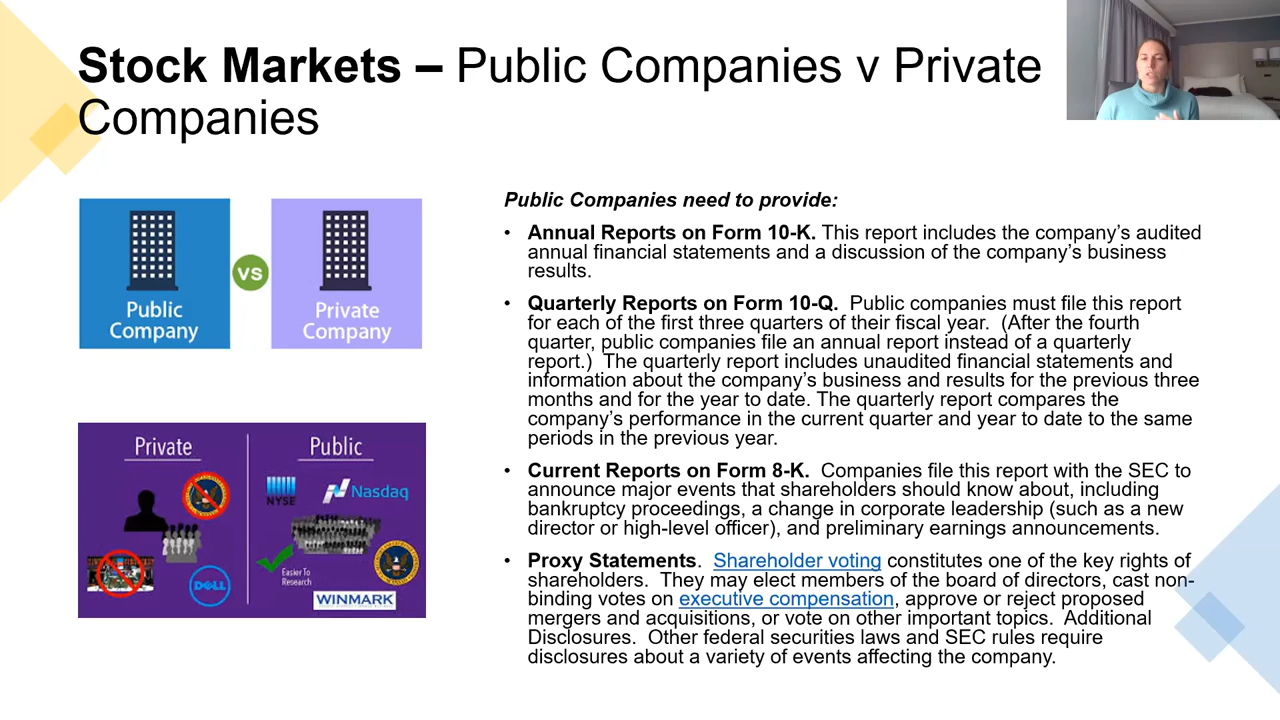 Stock Markets – Public Companies v Private
Companies
Public
Company
vs
Private
Company
Private
Public
NYSE
Nasdaq
Easier To
Research
DELL
WINMARK
Public Companies need to provide:
• Annual Reports on Form 10-K. This report includes the company’s audited
annual financial statements and a discussion of the company’s business
results.
• Quarterly Reports on Form 10-Q.  Public companies must file this report
for each of the first three quarters of their fiscal year.  (After the fourth
quarter, public companies file an annual report instead of a quarterly
report.)  The quarterly report includes unaudited financial statements and
information about the company’s business and results for the previous three
months and for the year to date. The quarterly report compares the
company’s performance in the current quarter and year to date to the same
periods in the previous year.
• Current Reports on Form 8-K.  Companies file this report with the SEC to
announce major events that shareholders should know about, including
bankruptcy proceedings, a change in corporate leadership (such as a new
director or high-level officer), and preliminary earnings announcements.
• Proxy Statements.  Shareholder voting constitutes one of the key rights of
shareholders.  They may elect members of the board of directors, cast non-
binding votes on executive compensation, approve or reject proposed
mergers and acquisitions, or vote on other important topics.  Additional
Disclosures.  Other federal securities laws and SEC rules require
disclosures about a variety of events affecting the company.